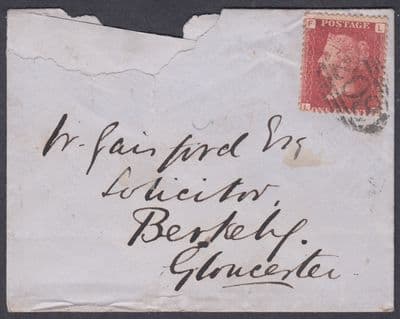 F L
POSTAGE
W. Gaisford Esq
Solicitor,
Berkeley.
Gloucester.